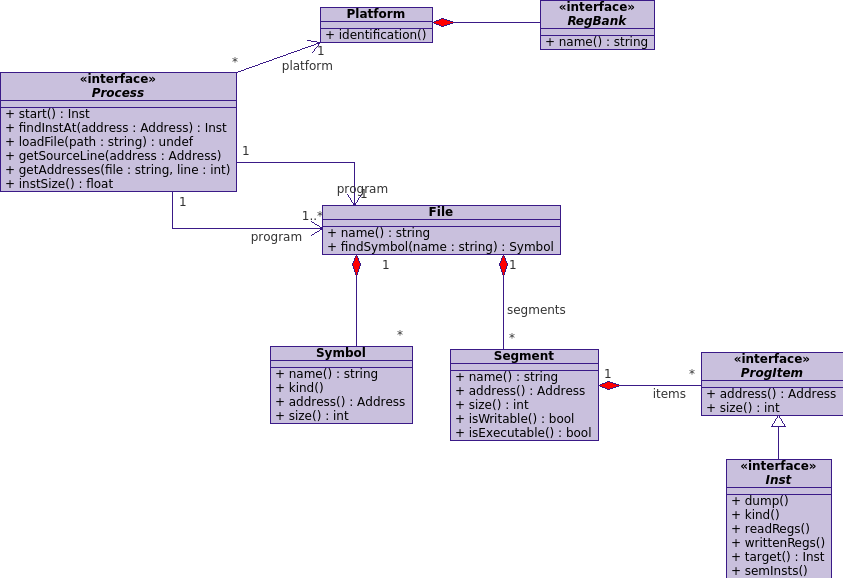 Platform
+ identification()
«interface»
RegBank
+ name() : string
*
1
platform
«interface»
Process
+ start() : Inst
+ findInstAt(address : Address) : Inst
+ loadFile(path : string) : undef
+ getSourceLine(address : Address)
+ getAddresses(file : string, line : int)
+ instSize() : float
1
program
1
1
1..*
program
File
+ name() : string
+ findSymbol(name : string) : Symbol
1
*
1
segments
*
Symbol
+ name() : string
+ kind()
+ address() : Address
+ size() : int
Segment
+ name() : string
+ address() : Address
+ size() : int
+ isWritable() : bool
+ isExecutable() : bool
1
*
items
«interface»
ProgItem
+ address() : Address
+ size() : int
«interface»
Inst
+ dump()
+ kind()
+ readRegs()
+ writtenRegs()
+ target() : Inst
+ semInsts()